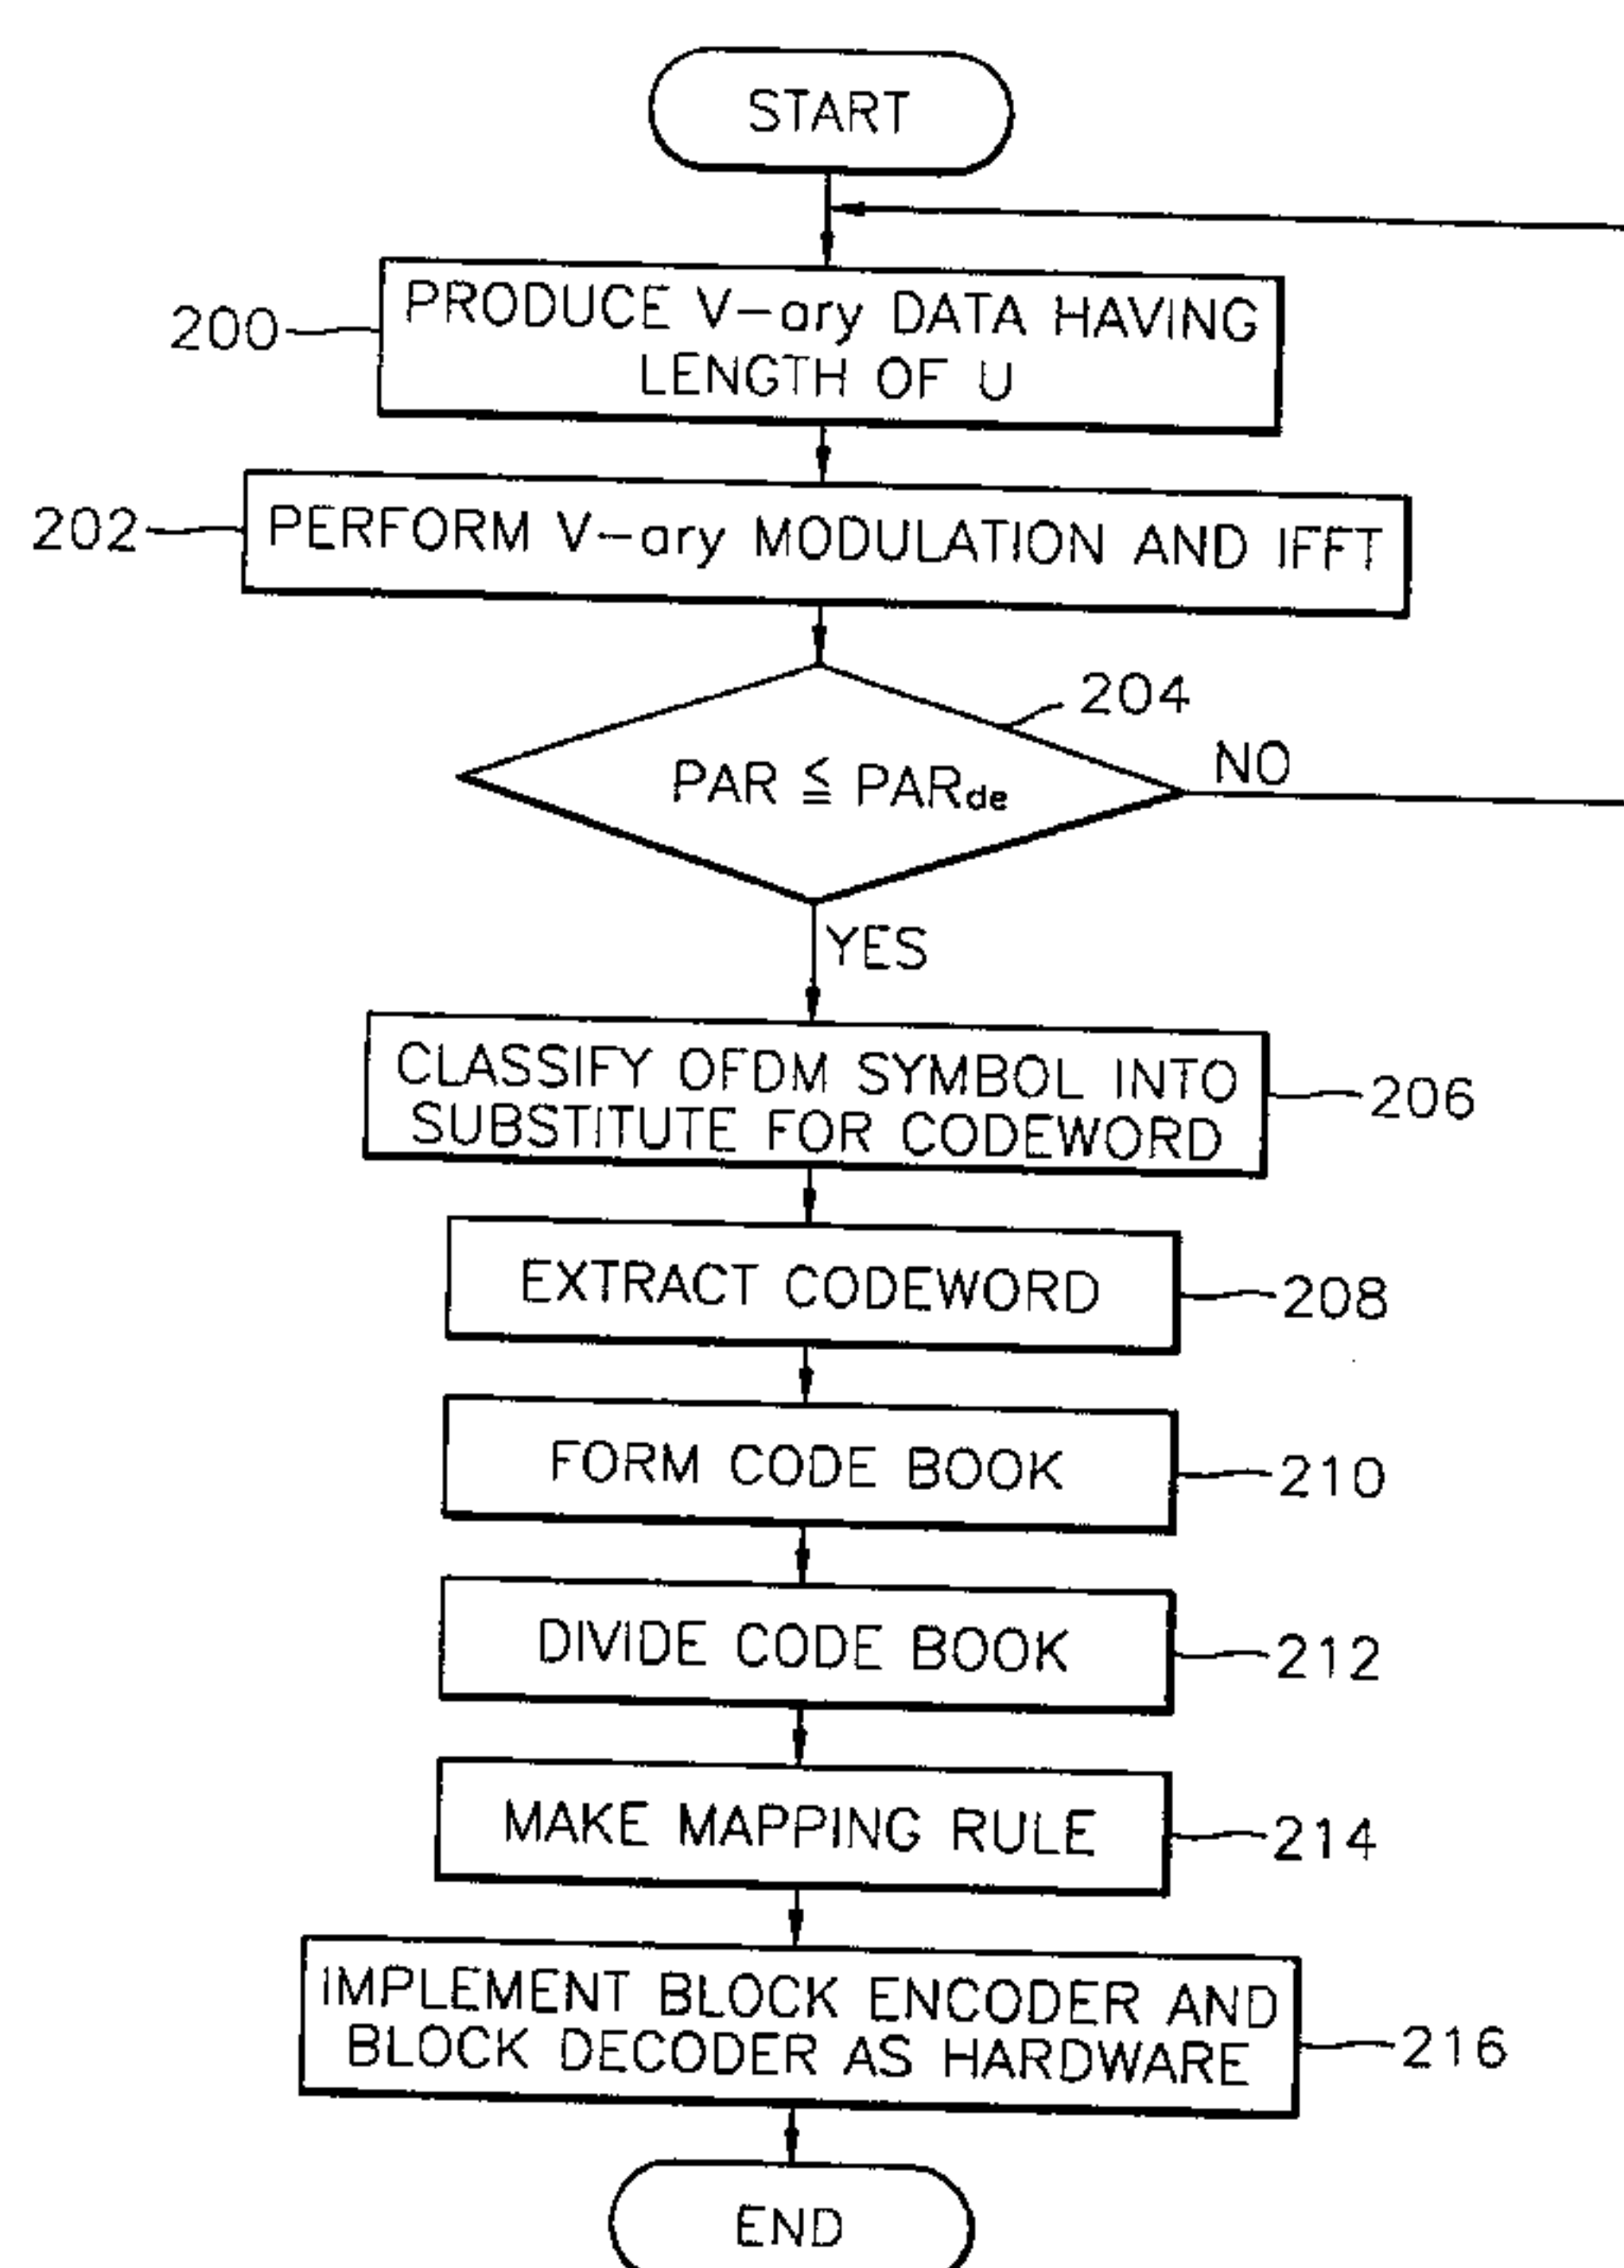 START
200
PRODUCE V-ary DATA HAVING
LENGTH OF U
202
PERFORM V-ary MODULATION AND IFFT
204
PAR ≦ PARde
NO
YES
CLASSIFY OFDM SYMBOL INTO
SUBSTITUTE FOR CODEWORD
206
EXTRACT CODEWORD
208
FORM CODE BOOK
210
DIVIDE CODE BOOK
212
MAKE MAPPING RULE
214
IMPLEMENT BLOCK ENCODER AND
BLOCK DECODER AS HARDWARE
216
END